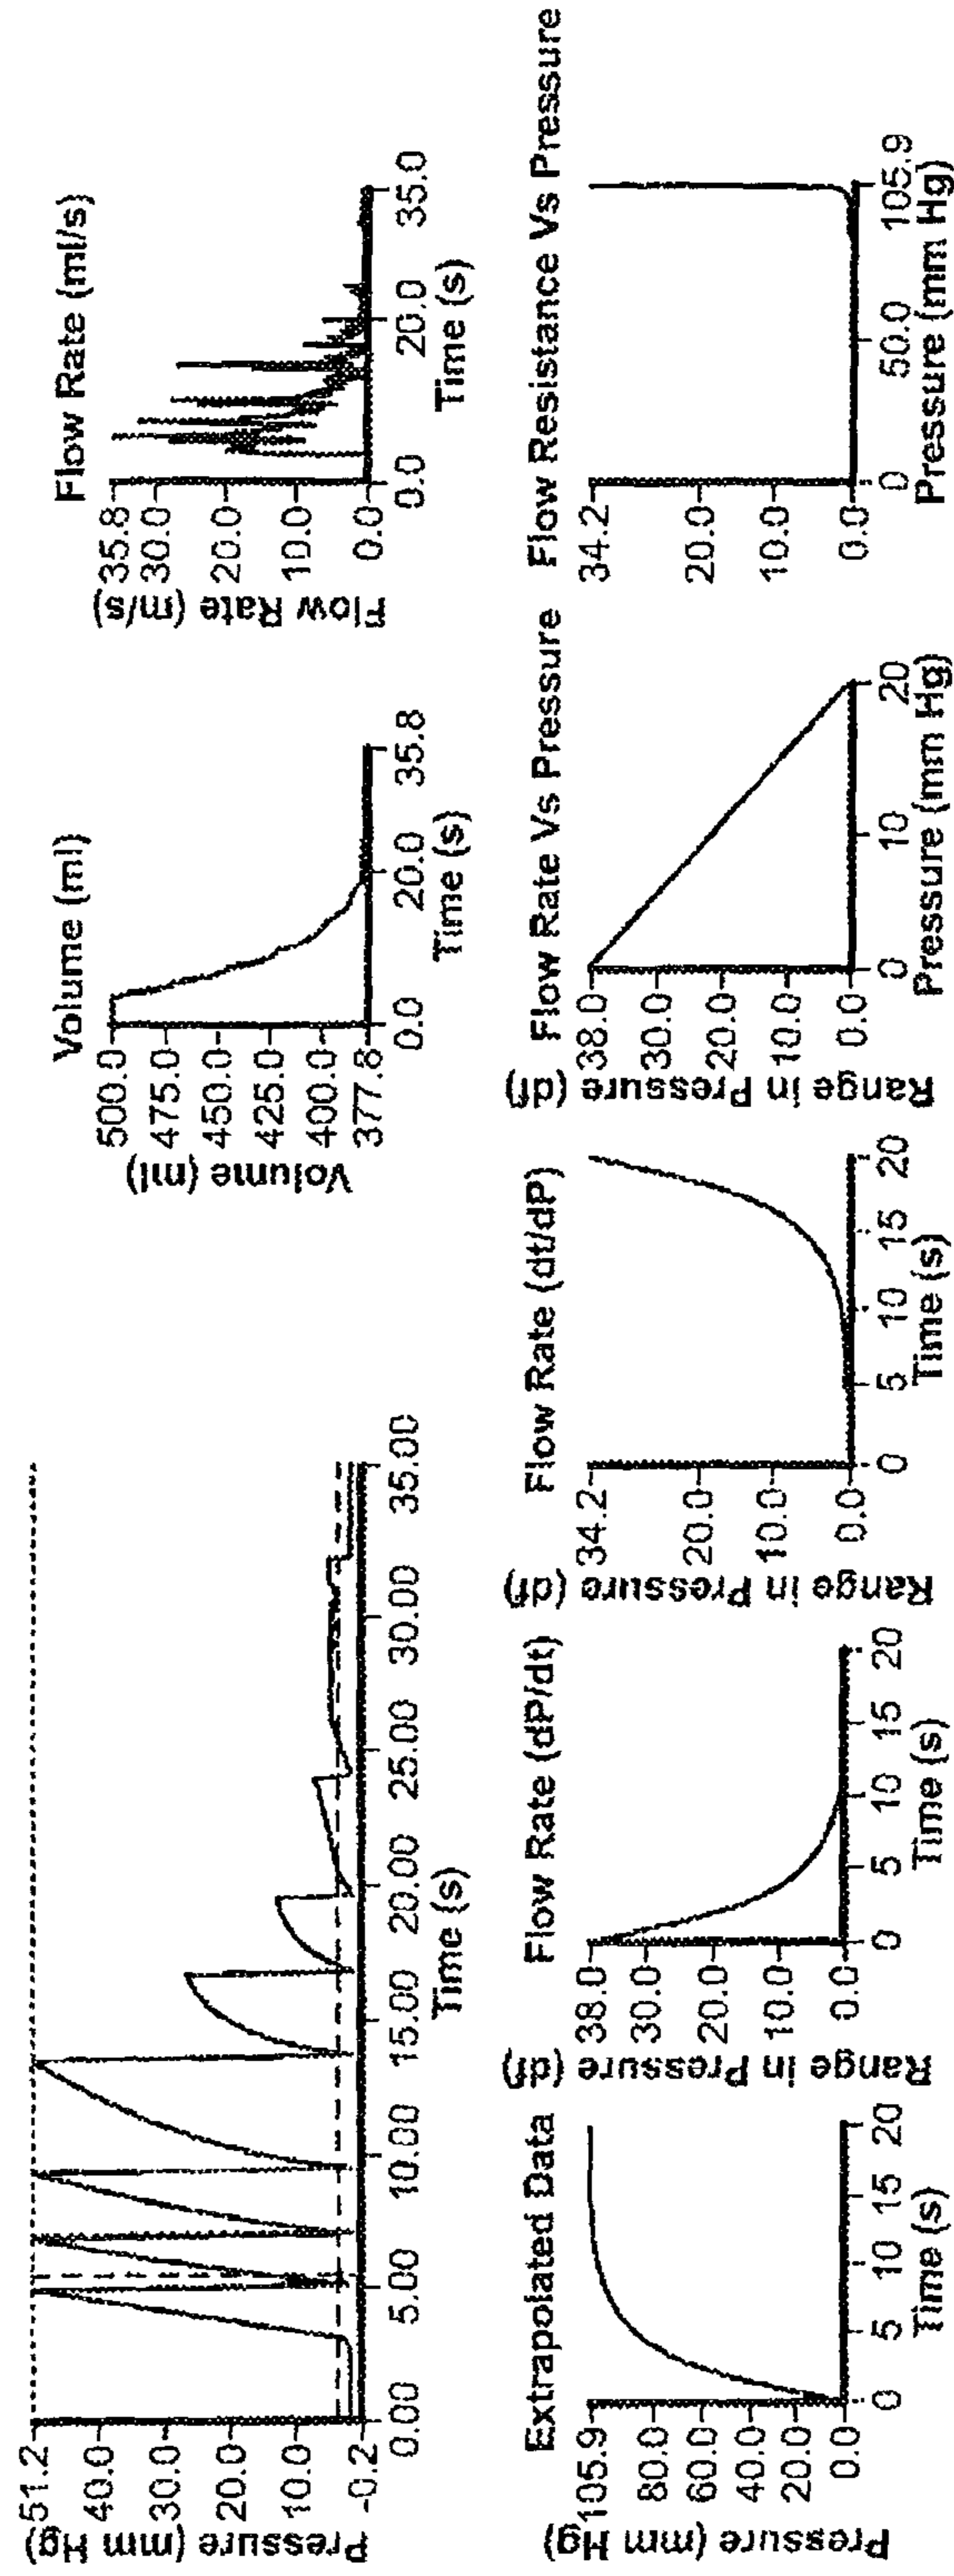 Pressure (mm Hg)
51.2
40.0
30.0
20.0
10.0
-0.2
0.00 5.00 10.00 15.00 20.00 25.00 30.00 35.00
Time (s)
Volume (ml)
Volume (ml)
500.0
475.0
450.0
425.0
400.0
377.8
0.0 20.0 35.8
Time (s)
Flow Rate (ml/s)
Flow Rate (m/s)
35.8
30.0
20.0
10.0
0.0
0.0 20.0 35.0
Time (s)
Extrapolated Data
Pressure (mm Hg)
105.9
80.0
60.0
40.0
20.0
0.0
0 5 10 15 20
Time (s)
Flow Rate (dP/dt)
Range in Pressure (df)
38.0
30.0
20.0
10.0
0.0
0 5 10 15 20
Time (s)
Flow Rate (dt/dP)
Range in Pressure (df)
34.2
20.0
10.0
0.0
0 5 10 15 20
Time (s)
Flow Rate Vs Pressure
Range in Pressure (df)
38.0
30.0
20.0
10.0
0.0
0 10 20
Pressure (mm Hg)
Flow Resistance Vs Pressure
34.2
20.0
10.0
0.0
0 50.0 105.9
Pressure (mm Hg)